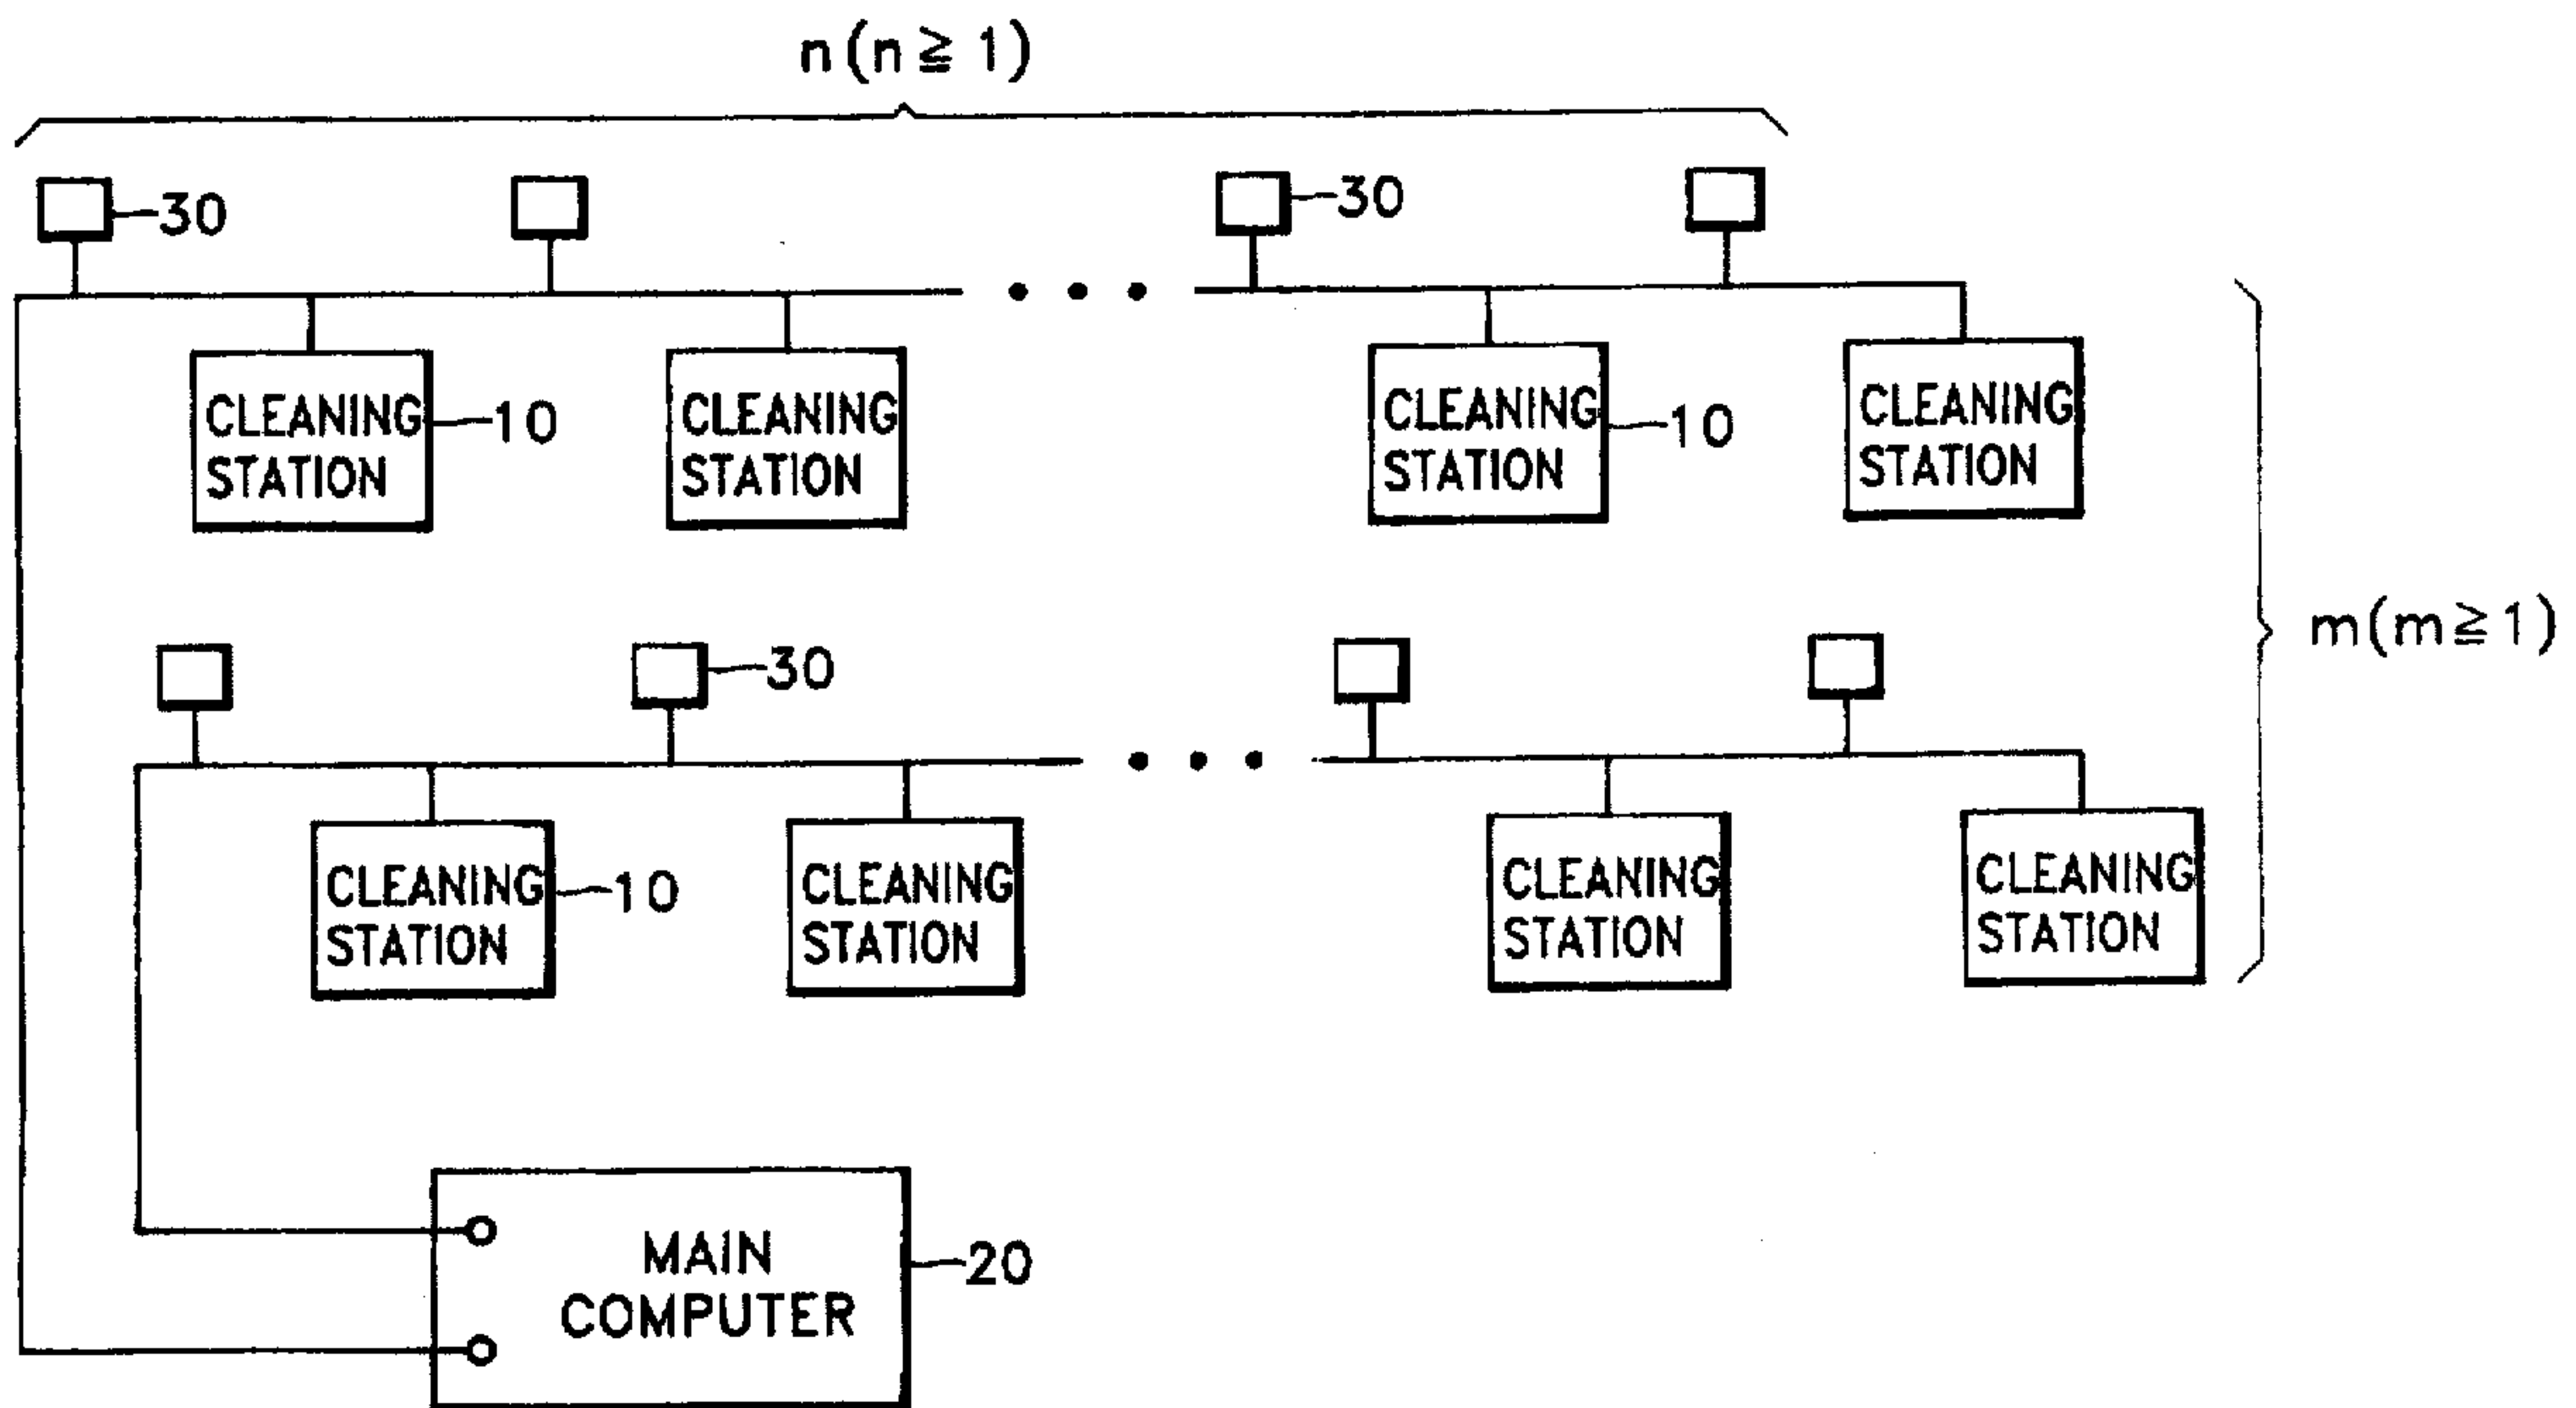 n(n≧1)
30
30
CLEANING
STATION
10
CLEANING
STATION
CLEANING
STATION
10
CLEANING
STATION
m(m≧1)
30
CLEANING
STATION
10
CLEANING
STATION
CLEANING
STATION
CLEANING
STATION
MAIN
COMPUTER
20